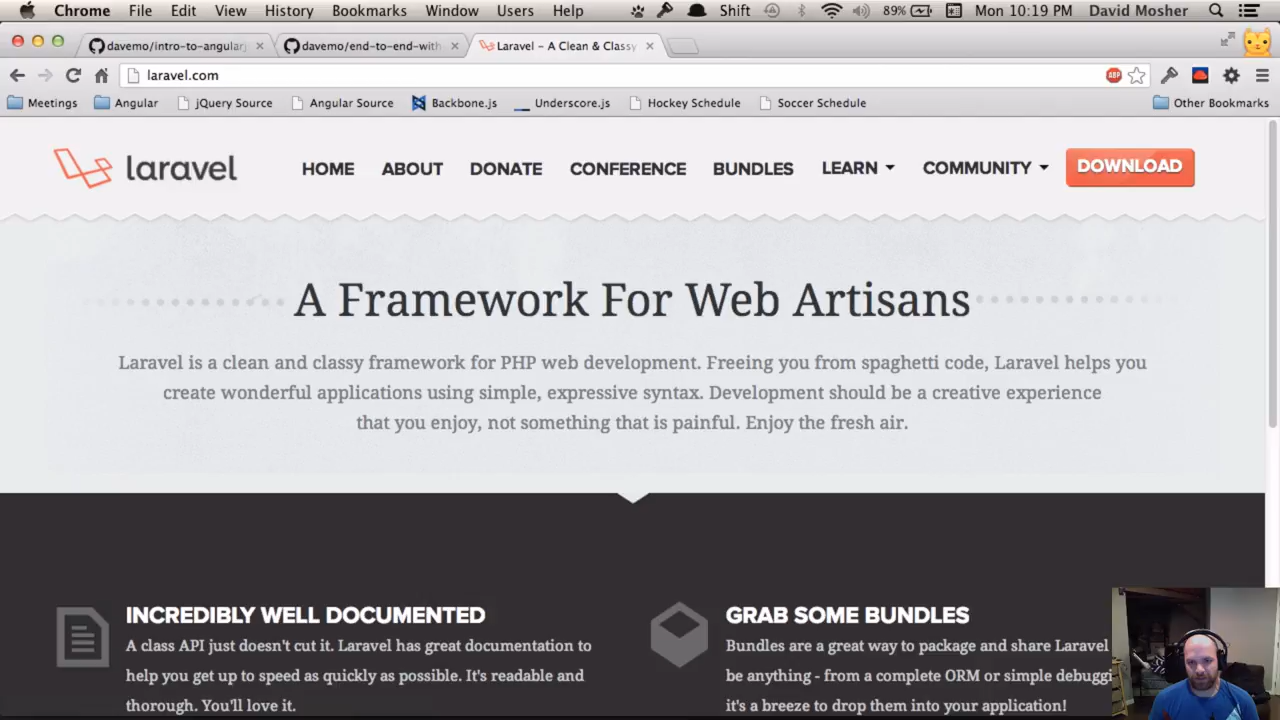 Chrome File Edit View History Bookmarks Window Users Help Shift 89% Mon 10:19 PM David Mosher
davemo/intro-to-angular
davemo/end-to-end-with
Laravel – A Clean & Classy
laravel.com
ABP
Meetings Angular jQuery Source Angular Source Backbone.js Underscore.js Hockey Schedule Soccer Schedule Other Bookmarks
laravel HOME ABOUT DONATE CONFERENCE BUNDLES LEARN COMMUNITY DOWNLOAD
A Framework For Web Artisans
Laravel is a clean and classy framework for PHP web development. Freeing you from spaghetti code, Laravel helps you
create wonderful applications using simple, expressive syntax. Development should be a creative experience
that you enjoy, not something that is painful. Enjoy the fresh air.
INCREDIBLY WELL DOCUMENTED
A class API just doesn't cut it. Laravel has great documentation to
help you get up to speed as quickly as possible. It's readable and
thorough. You'll love it.
GRAB SOME BUNDLES
Bundles are a great way to package and share Laravel
be anything - from a complete ORM or simple debuggi
it's a breeze to drop them into your application!